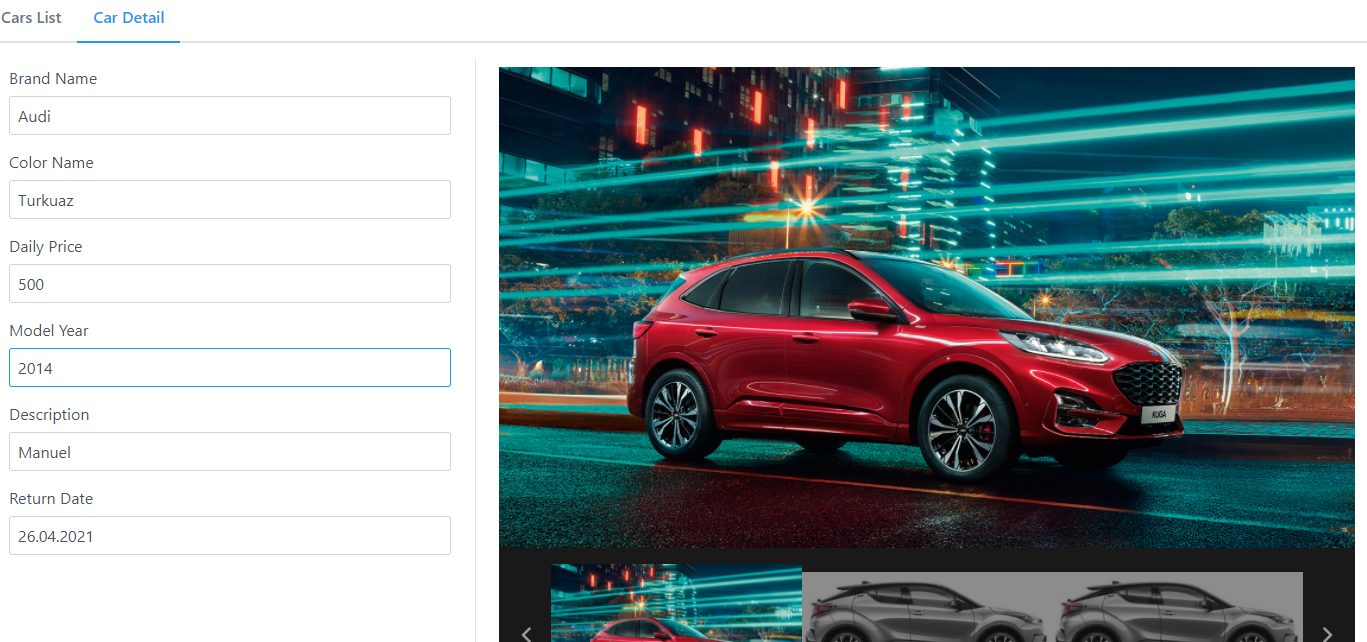 Cars List
Car Detail
Brand Name
Audi
Color Name
Turkuaz
Daily Price
500
Model Year
2014
Description
Manuel
Return Date
26.04.2021
KUGA